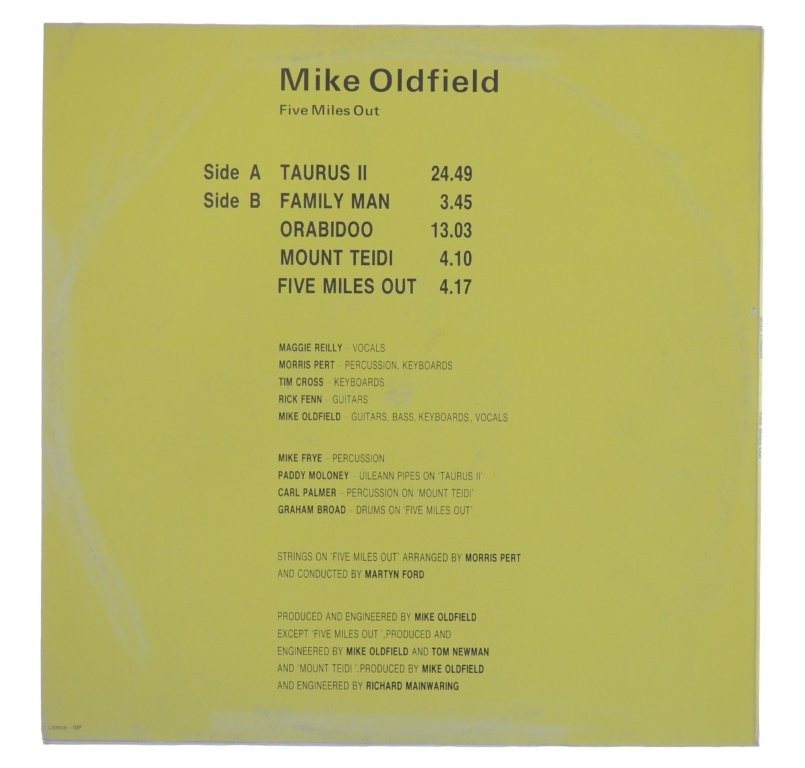 Mike Oldfield
Five Miles Out
Side A TAURUS II 24.49
Side B FAMILY MAN 3.45
ORABIDOO 13.03
MOUNT TEIDI 4.10
FIVE MILES OUT 4.17
MAGGIE REILLY - VOCALS
MORRIS PERT - PERCUSSION, KEYBOARDS
TIM CROSS - KEYBOARDS
RICK FENN - GUITARS
MIKE OLDFIELD - GUITARS, BASS, KEYBOARDS, VOCALS
MIKE FRYE - PERCUSSION
PADDY MOLONEY - UILEANN PIPES ON 'TAURUS II'
CARL PALMER - PERCUSSION ON 'MOUNT TEIDI'
GRAHAM BROAD - DRUMS ON 'FIVE MILES OUT'
STRINGS ON 'FIVE MILES OUT' ARRANGED BY MORRIS PERT
AND CONDUCTED BY MARTYN FORD
PRODUCED AND ENGINEERED BY MIKE OLDFIELD
EXCEPT 'FIVE MILES OUT',PRODUCED AND
ENGINEERED BY MIKE OLDFIELD AND TOM NEWMAN
AND 'MOUNT TEIDI',PRODUCED BY MIKE OLDFIELD
AND ENGINEERED BY RICHARD MAINWARING